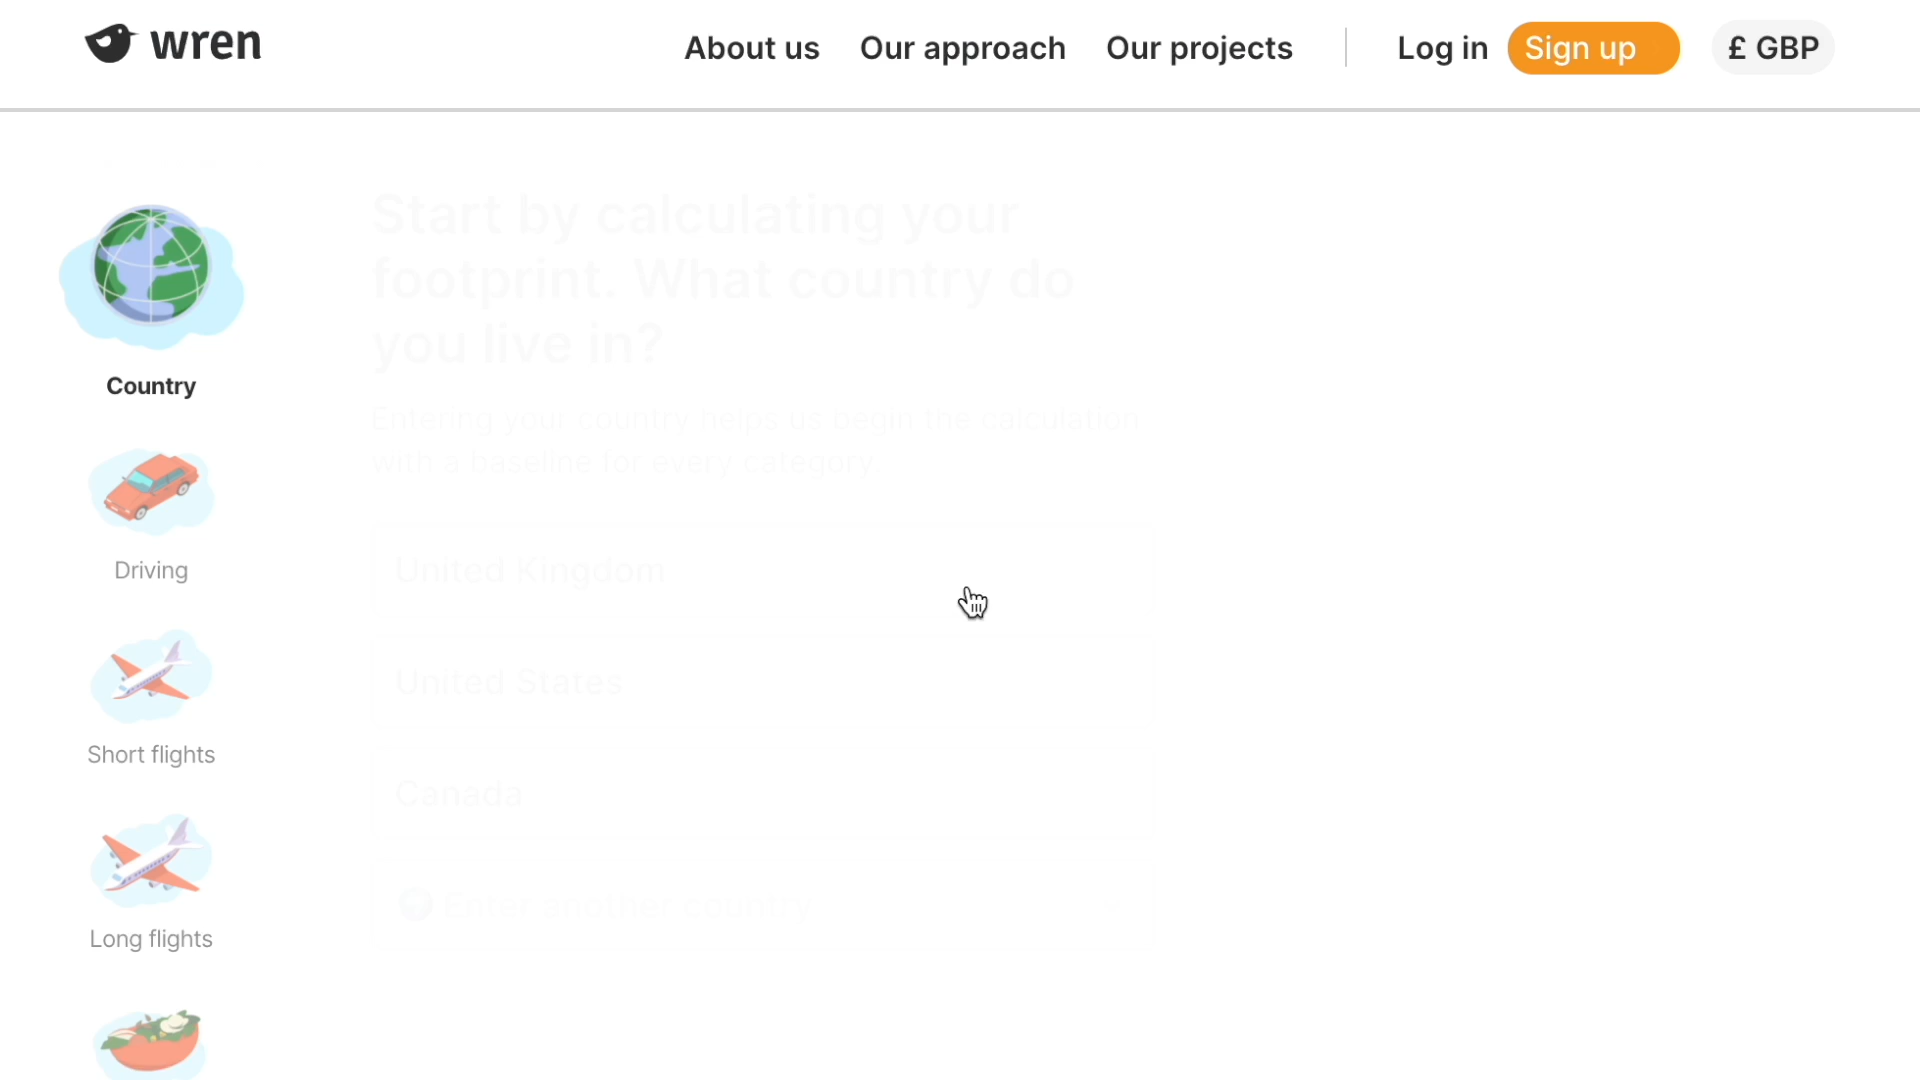 wren
About us Our approach Our projects Log in Sign up £ GBP
Start by calculating your
footprint. What country do
you live in?
Entering your country helps us begin the calculation
with a baseline for every category.
Country
United Kingdom
Driving
United States
Short flights
Canada
Enter another country
Long flights